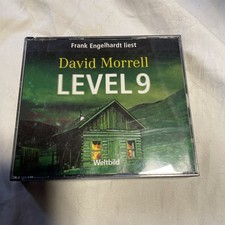 Frank Engelhardt liest
David Morrell
LEVEL 9
Weltbild